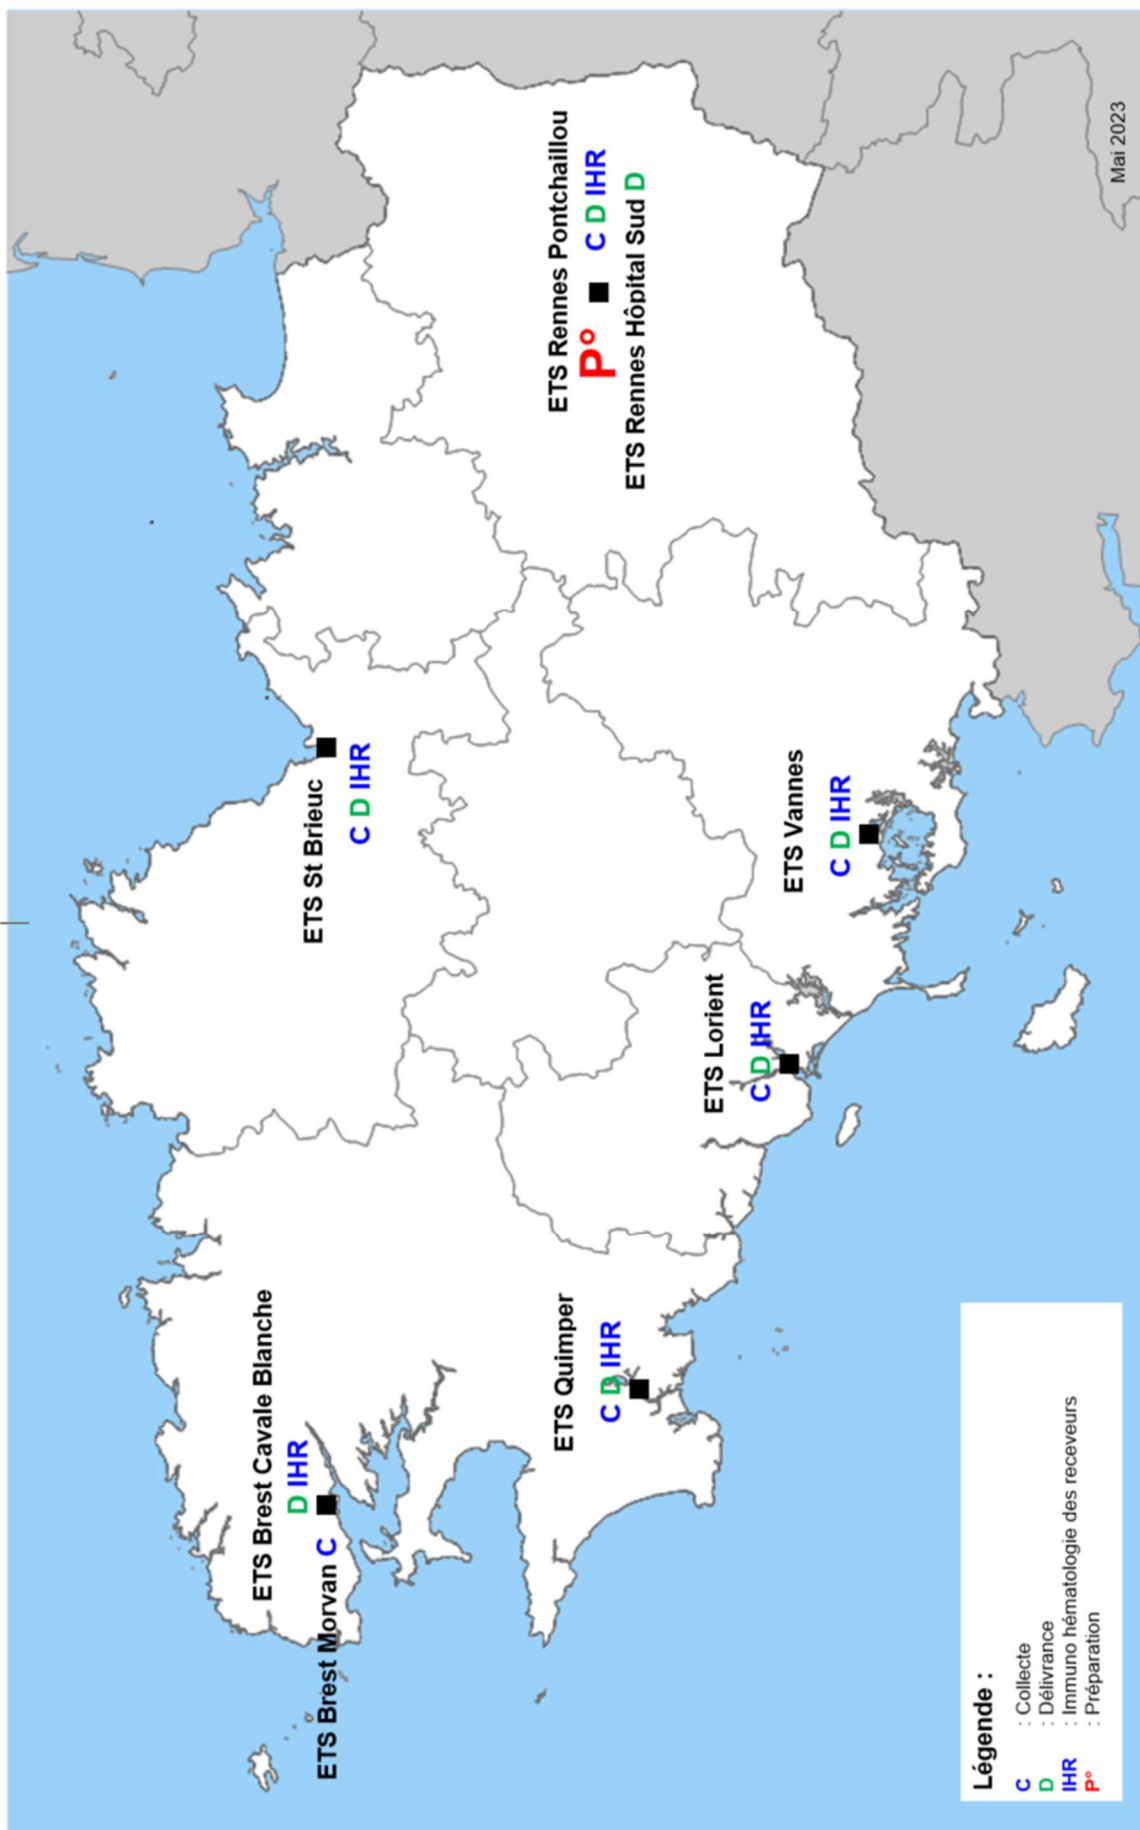 ETS Brest Cavale Blanche
D IHR
ETS Brest Morvan C
ETS St Brieuc
C D IHR
ETS Rennes Pontchaillou
P° C D IHR
ETS Rennes Hôpital Sud D
ETS Quimper
C D IHR
ETS Lorient
C D IHR
ETS Vannes
C D IHR
Légende :
C : Collecte
D : Délivrance
IHR : Immuno hématologie des receveurs
P° : Préparation
Mai 2023